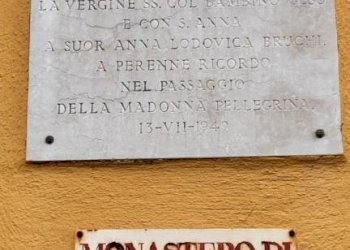 LA VERGINE SS. COL BAMBINO GESÙ
E CON S. ANNA
A SUOR ANNA LODOVICA BRUCHI.
A PERENNE RICORDO
NEL PASSAGGIO
DELLA MADONNA PELLEGRINA
13-VII-1949
MONASTERO DI